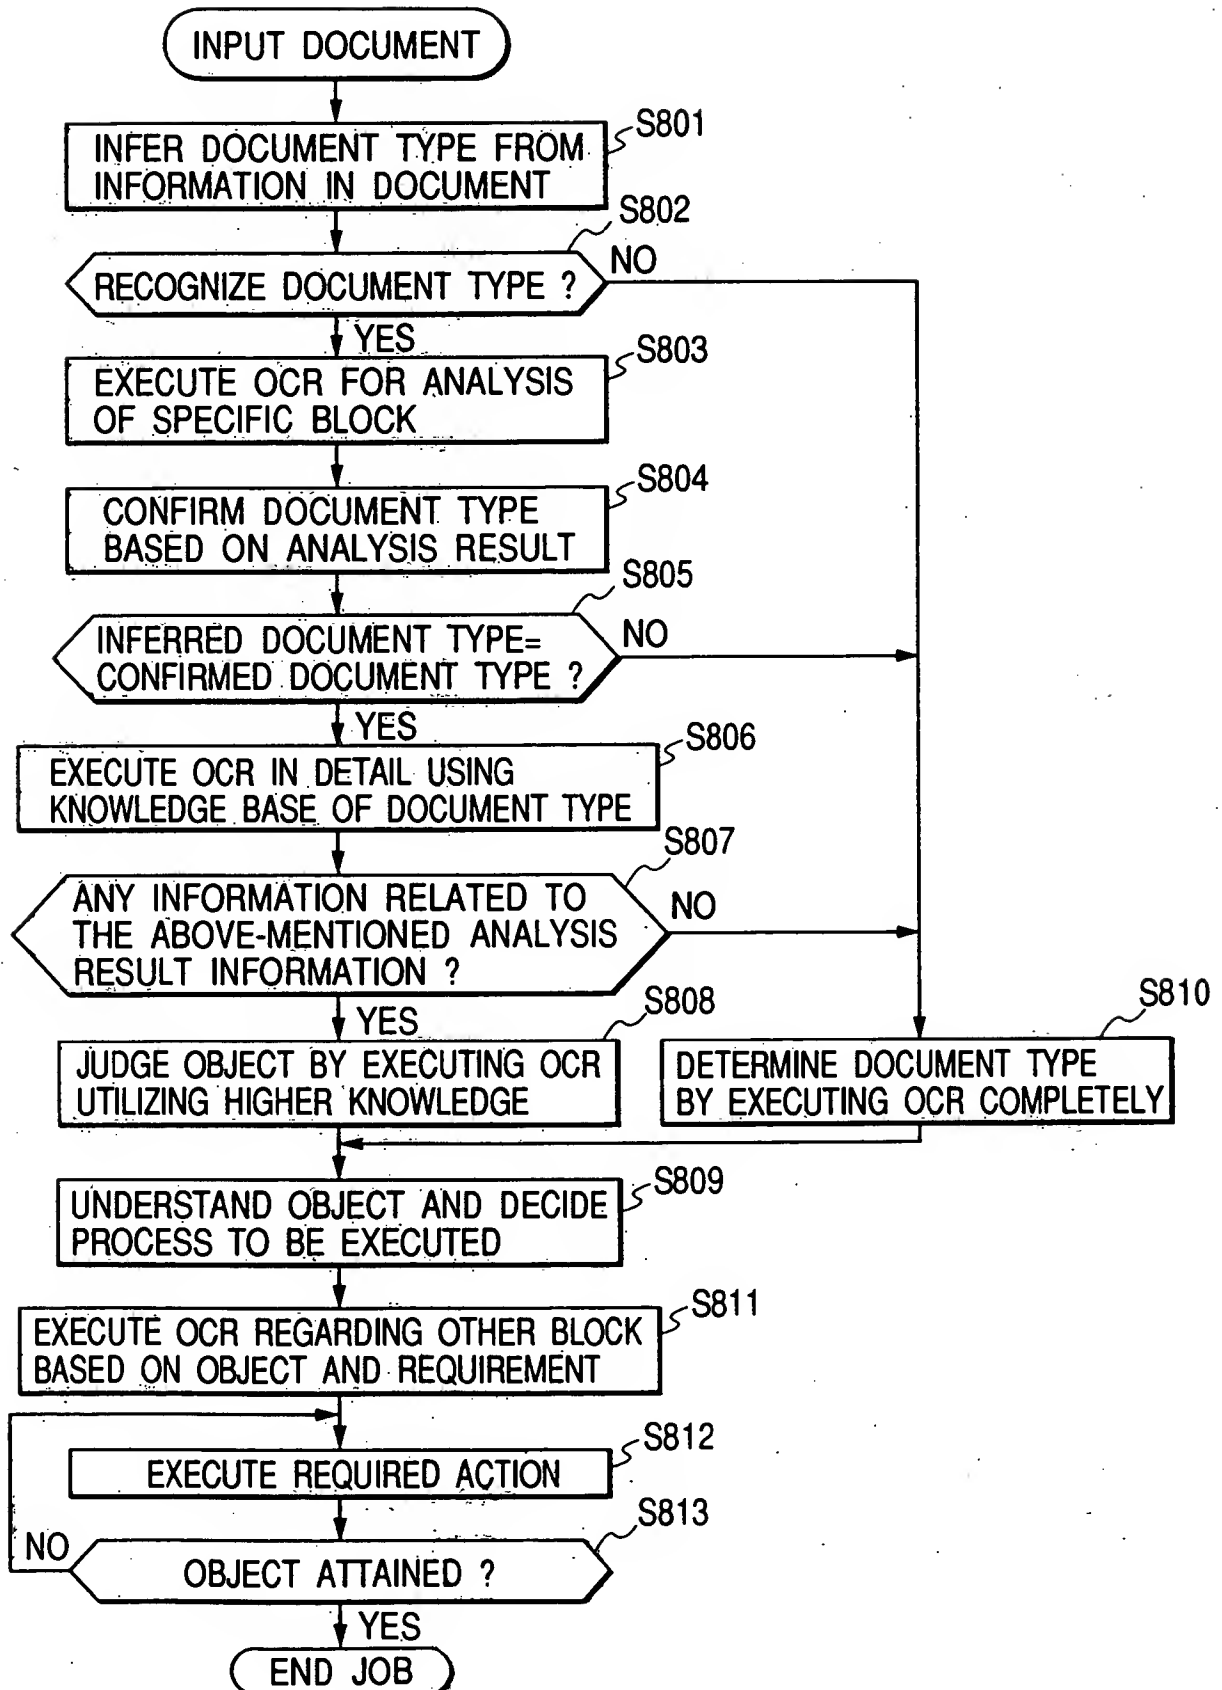 INPUT DOCUMENT
S801
INFER DOCUMENT TYPE FROM
INFORMATION IN DOCUMENT
S802
RECOGNIZE DOCUMENT TYPE ?
NO
YES
S803
EXECUTE OCR FOR ANALYSIS
OF SPECIFIC BLOCK
S804
CONFIRM DOCUMENT TYPE
BASED ON ANALYSIS RESULT
S805
INFERRED DOCUMENT TYPE=
CONFIRMED DOCUMENT TYPE ?
NO
YES
S806
EXECUTE OCR IN DETAIL USING
KNOWLEDGE BASE OF DOCUMENT TYPE
S807
ANY INFORMATION RELATED TO
THE ABOVE-MENTIONED ANALYSIS
RESULT INFORMATION ?
NO
YES
S808
JUDGE OBJECT BY EXECUTING OCR
UTILIZING HIGHER KNOWLEDGE
S810
DETERMINE DOCUMENT TYPE
BY EXECUTING OCR COMPLETELY
S809
UNDERSTAND OBJECT AND DECIDE
PROCESS TO BE EXECUTED
S811
EXECUTE OCR REGARDING OTHER BLOCK
BASED ON OBJECT AND REQUIREMENT
S812
EXECUTE REQUIRED ACTION
S813
OBJECT ATTAINED ?
NO
YES
END JOB